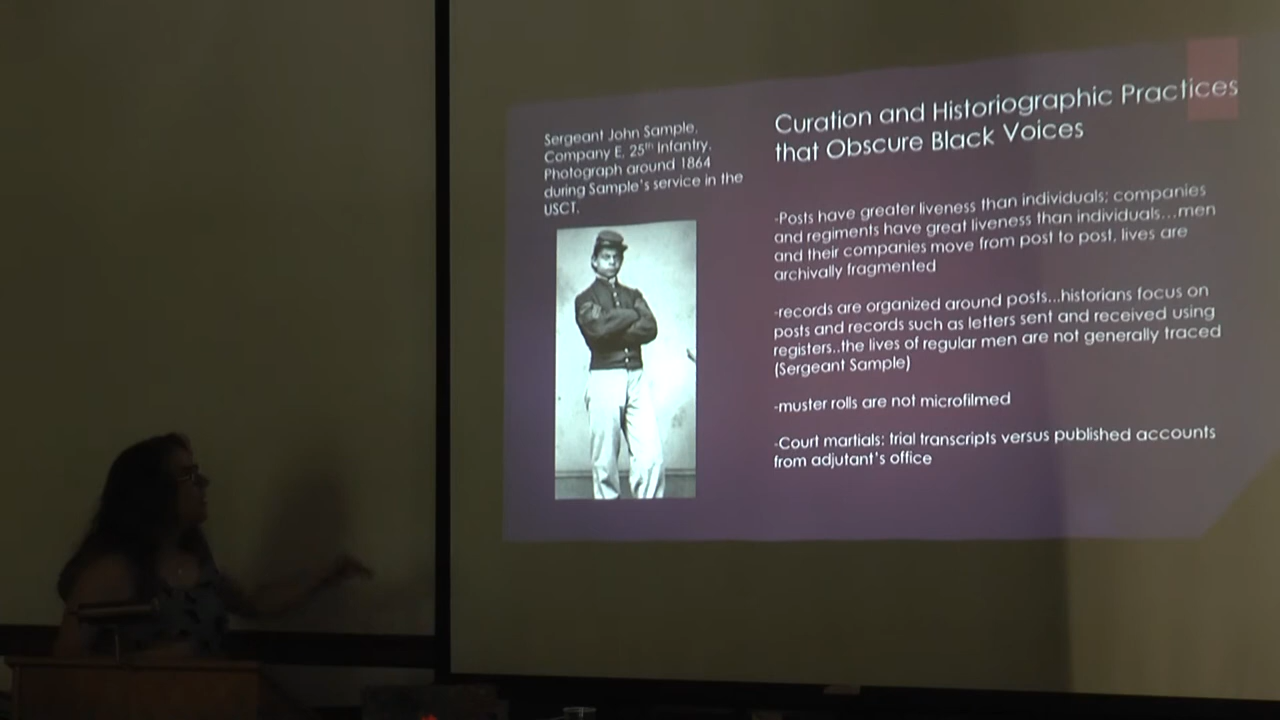 Sergeant John Sample,
Company E, 25th Infantry.
Photograph around 1864
during Sample's service in the
USCT.
Curation and Historiographic Practices
that Obscure Black Voices
-Posts have greater liveness than individuals; companies
and regiments have great liveness than individuals...men
and their companies move from post to post, lives are
archivally fragmented
-records are organized around posts...historians focus on
posts and records such as letters sent and received using
registers..the lives of regular men are not generally traced
(Sergeant Sample)
-muster rolls are not microfilmed
-Court martials: trial transcripts versus published accounts
from adjutant's office